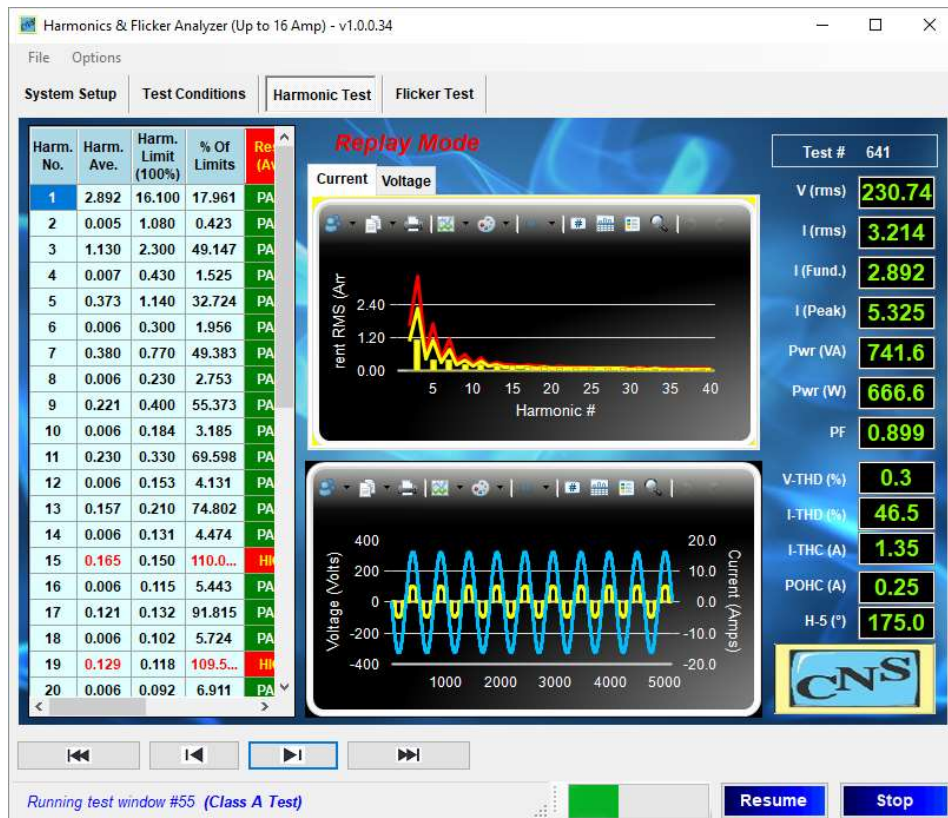 Harmonics & Flicker Analyzer (Up to 16 Amp) - v1.0.0.34
File Options
System Setup Test Conditions Harmonic Test Flicker Test
Harm. No. Harm. Ave. Harm. Limit (100%) % Of Limits Res (Av
1 2.892 16.100 17.961 PA
2 0.005 1.080 0.423 PA
3 1.130 2.300 49.147 PA
4 0.007 0.430 1.525 PA
5 0.373 1.140 32.724 PA
6 0.006 0.300 1.956 PA
7 0.380 0.770 49.383 PA
8 0.006 0.230 2.753 PA
9 0.221 0.400 55.373 PA
10 0.006 0.184 3.185 PA
11 0.230 0.330 69.598 PA
12 0.006 0.153 4.131 PA
13 0.157 0.210 74.802 PA
14 0.006 0.131 4.474 PA
15 0.165 0.150 110.0... HI
16 0.006 0.115 5.443 PA
17 0.121 0.132 91.815 PA
18 0.006 0.102 5.724 PA
19 0.129 0.118 109.5... HI
20 0.006 0.092 6.911 PA
Replay Mode
Current Voltage
rent RMS (Arr
2.40
1.20
0.00
5 10 15 20 25 30 35 40
Harmonic #
Voltage (Volts)
400
200
0
-200
-400
20.0
10.0
0.0
-10.0
-20.0
Current (Amps)
1000 2000 3000 4000 5000
Test # 641
V (rms) 230.74
I (rms) 3.214
I (Fund.) 2.892
I (Peak) 5.325
Pwr (VA) 741.6
Pwr (W) 666.6
PF 0.899
V-THD (%) 0.3
I-THD (%) 46.5
I-THC (A) 1.35
POHC (A) 0.25
H-5 (°) 175.0
CNS
Running test window #55 (Class A Test)
Resume Stop